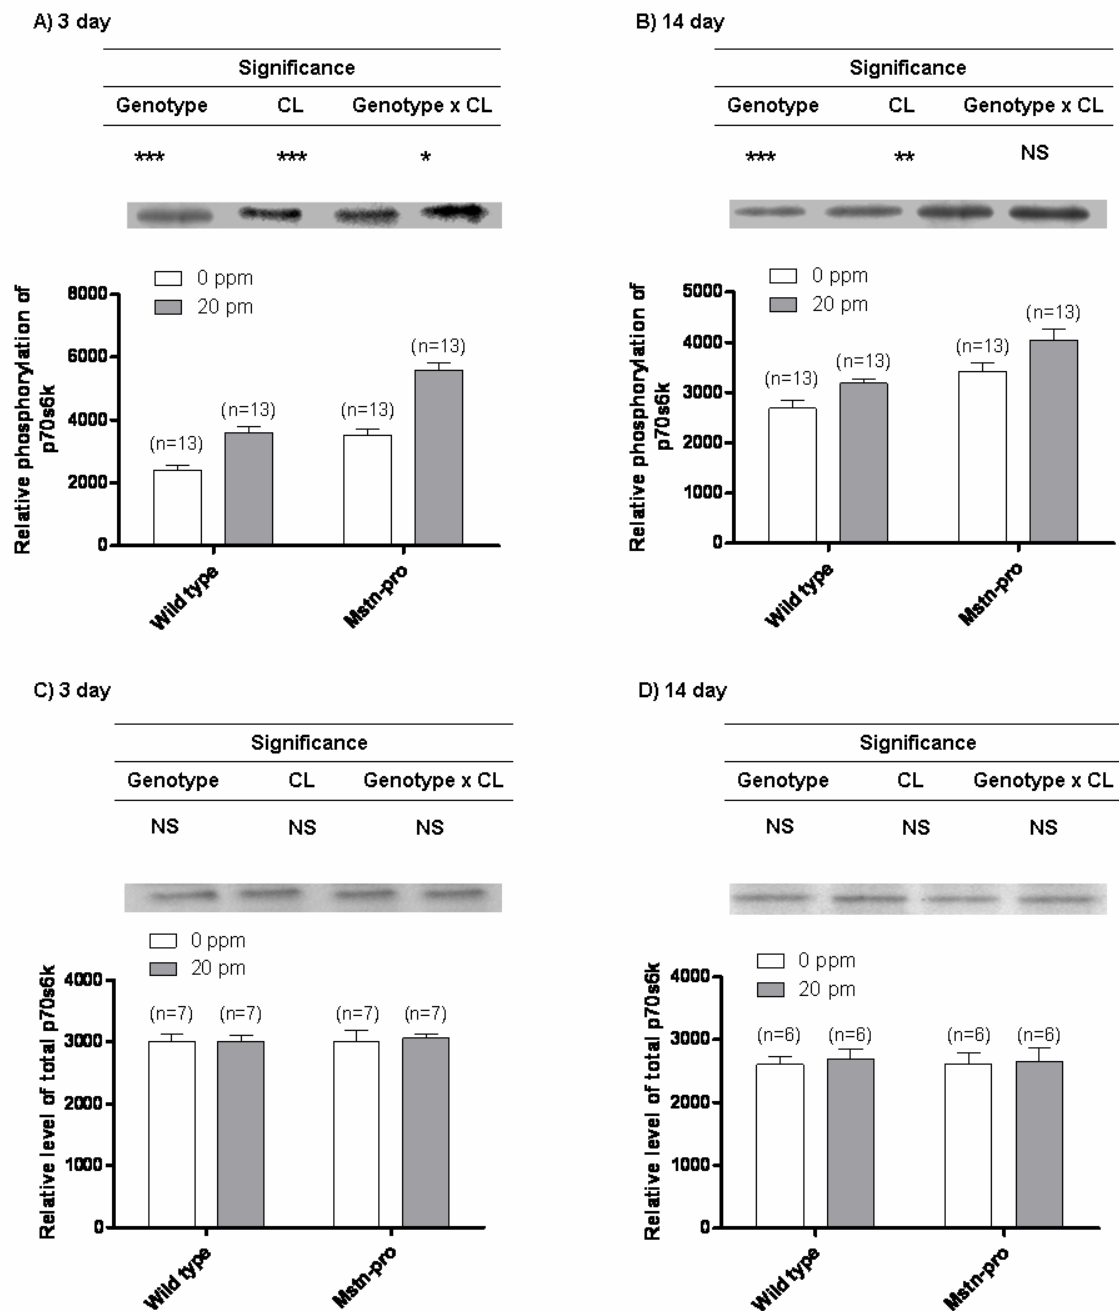 A) 3 day
Significance
Genotype CL Genotype x CL
*** *** *
0 ppm
20 pm
Relative phosphorylation of
p70s6k
8000
6000
4000
2000
0
(n=13)
(n=13)
(n=13)
(n=13)
Wild type
Mstn-pro
B) 14 day
Significance
Genotype CL Genotype x CL
*** ** NS
0 ppm
20 pm
Relative phosphorylation of
p70s6k
5000
4000
3000
2000
1000
0
(n=13)
(n=13)
(n=13)
(n=13)
Wild type
Mstn-pro
C) 3 day
Significance
Genotype CL Genotype x CL
NS NS NS
0 ppm
20 pm
Relative level of total p70s6k
4000
3000
2000
1000
0
(n=7) (n=7) (n=7) (n=7)
Wild type
Mstn-pro
D) 14 day
Significance
Genotype CL Genotype x CL
NS NS NS
0 ppm
20 pm
Relative level of total p70s6k
4000
3000
2000
1000
0
(n=6) (n=6) (n=6) (n=6)
Wild type
Mstn-pro